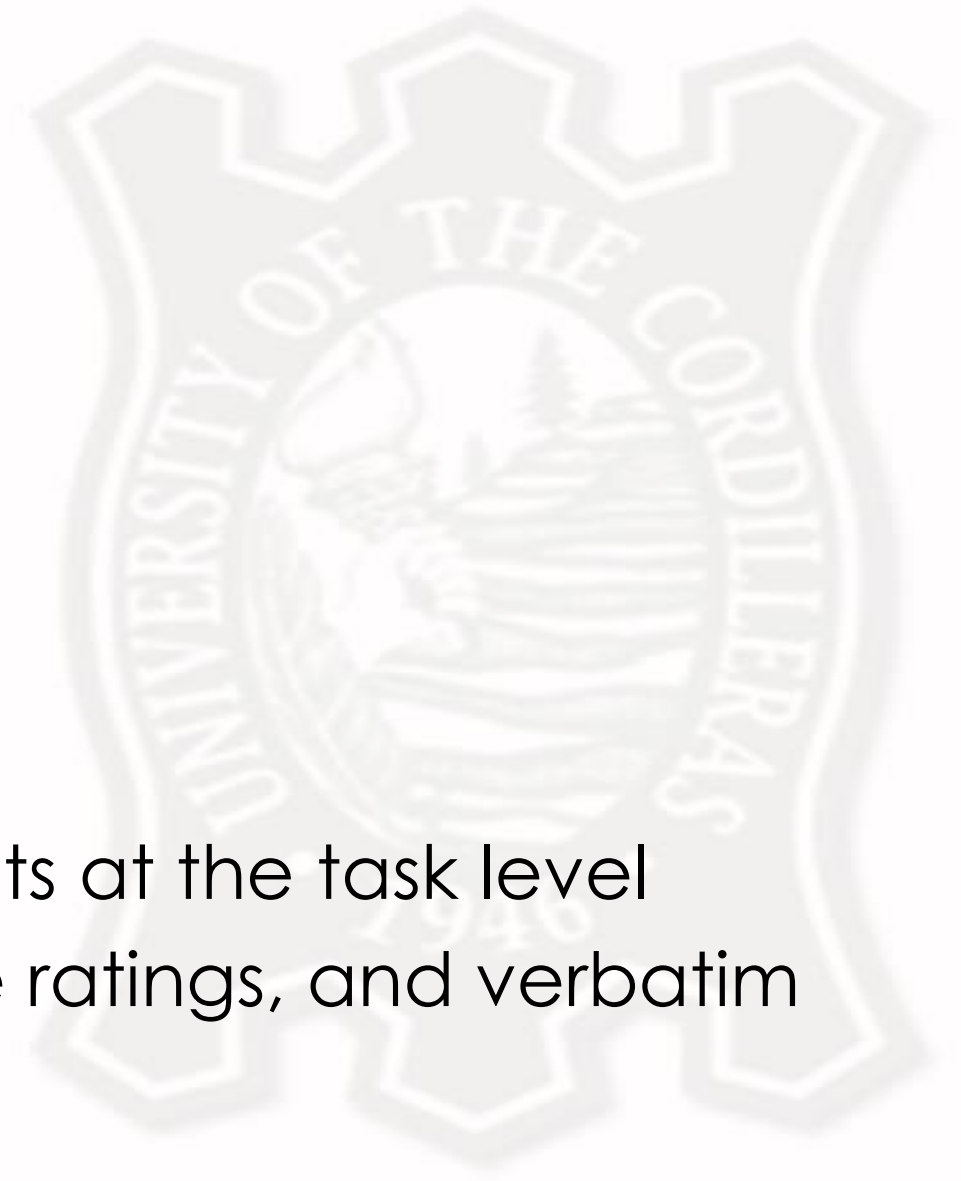 UNIVERSITY OF THE CORDILLERAS
ts at the task level
1946
ratings, and verbatim